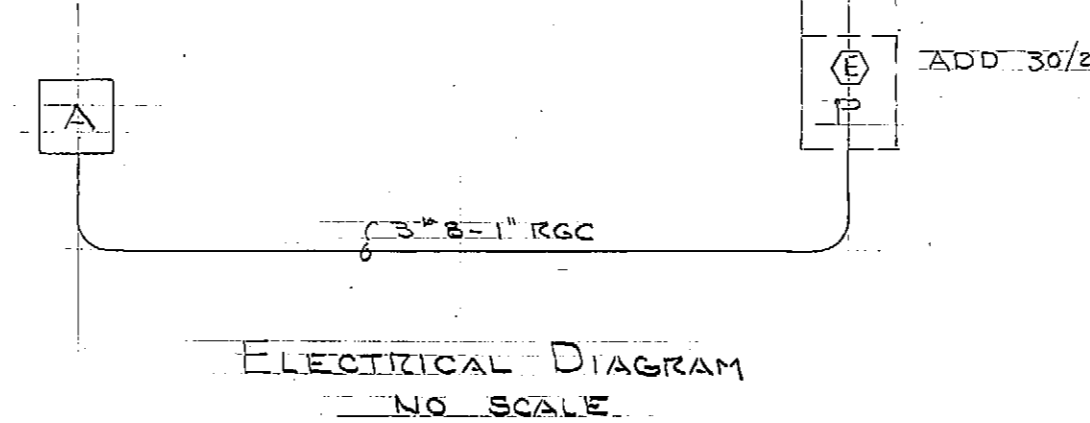 E
ADD 30/2
P
A
3#8-1" RGC
ELECTRICAL DIAGRAM
NO SCALE